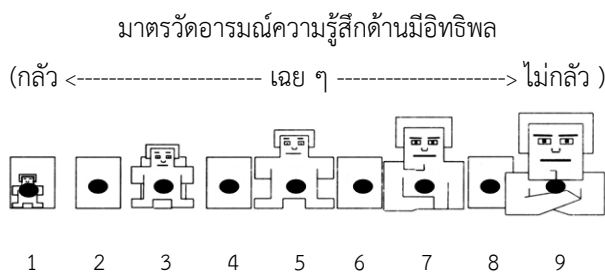 มาตรวัดอารมณ์ความรู้สึกด้านมีอิทธิพล
(กลัว <----------------------- เฉย ๆ ---------------------> ไม่กลัว )
1 2 3 4 5 6 7 8 9